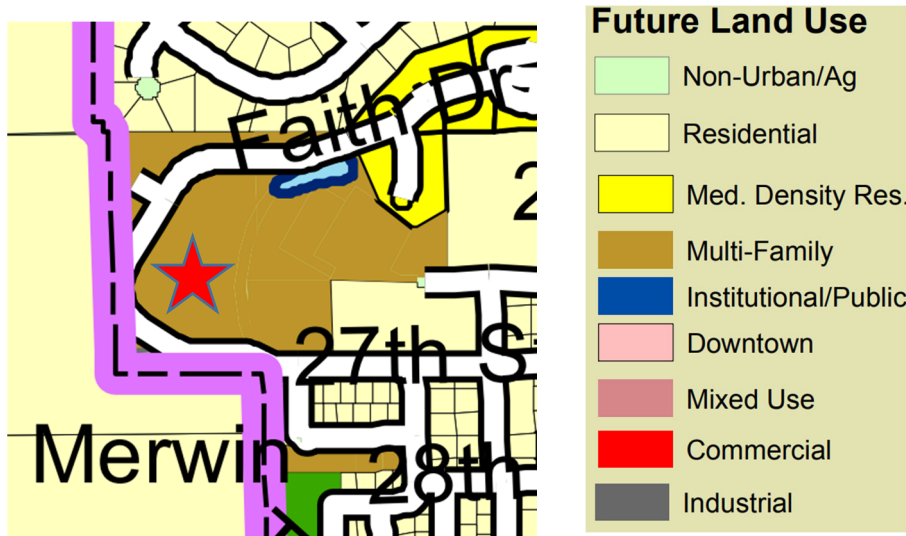 Future Land Use
Non-Urban/Ag
Residential
Med. Density Res.
Multi-Family
Institutional/Public
Downtown
Mixed Use
Commercial
Industrial
Faith Dr
2
27th S
Merwin
28th